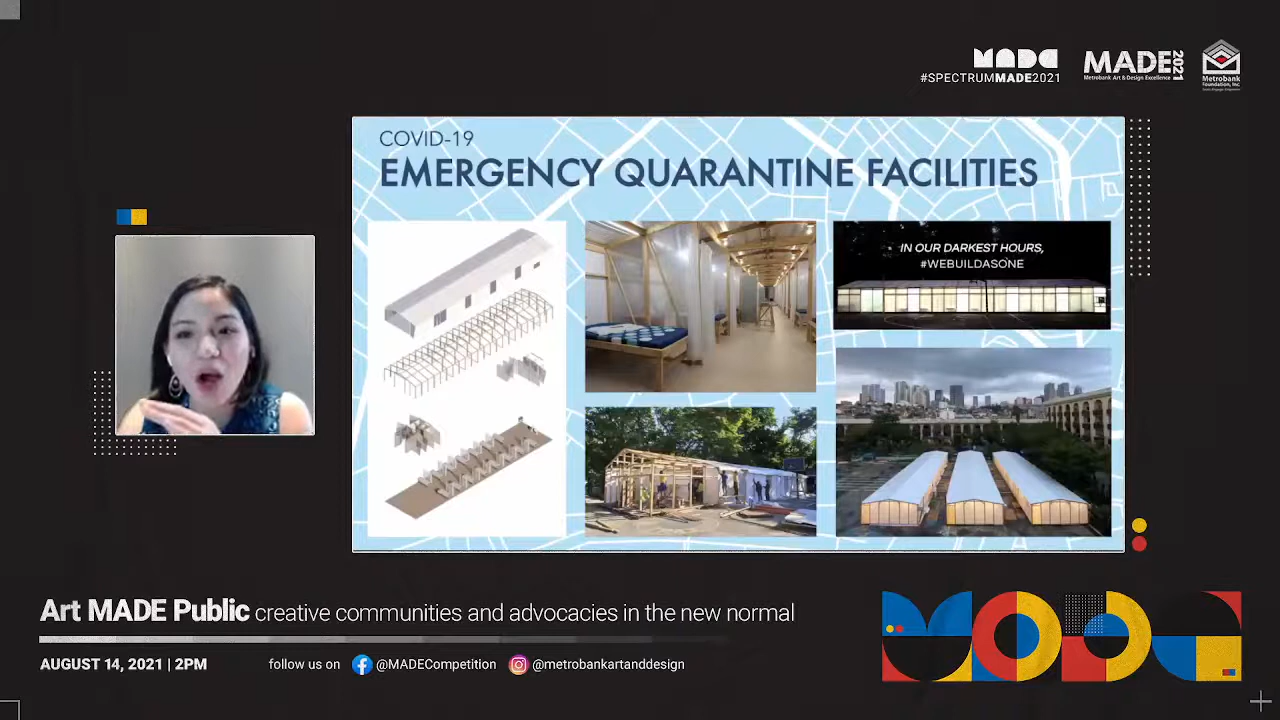 #SPECTRUMMADE2021
MADE 2021
Metrobank Art & Design Excellence
Metrobank
Foundation, Inc.
COVID-19
EMERGENCY QUARANTINE FACILITIES
IN OUR DARKEST HOURS,
#WEBUILDASONE
Art MADE Public creative communities and advocacies in the new normal
AUGUST 14, 2021 | 2PM
follow us on @MADECompetition @metrobankartanddesign
MADE